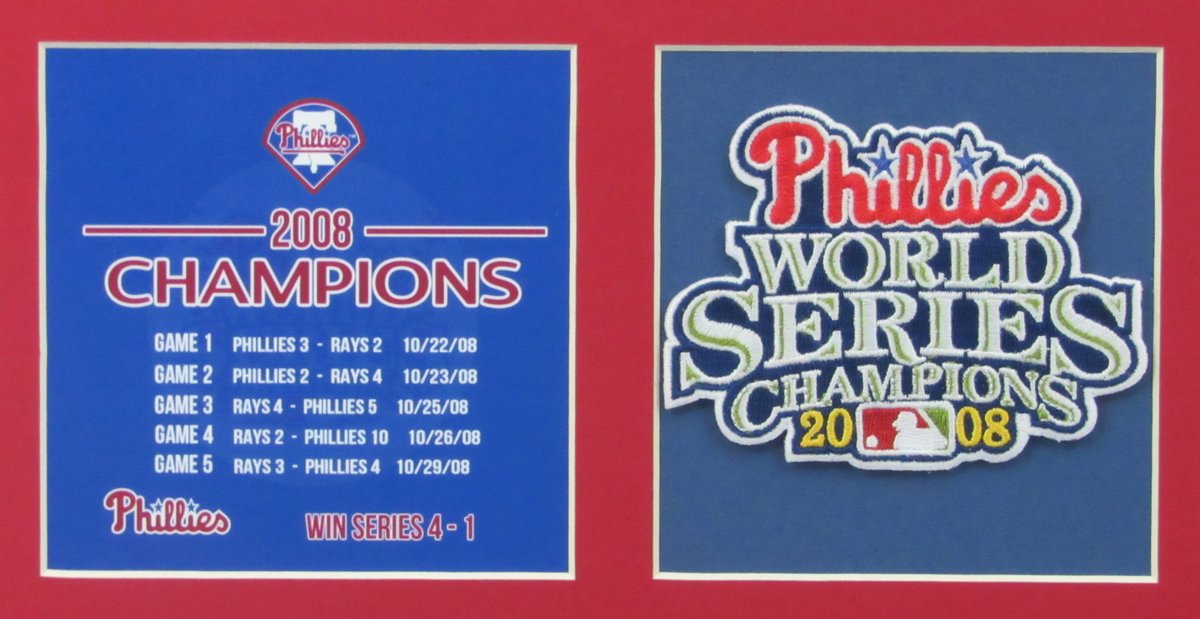 Phillies
2008
CHAMPIONS
GAME 1 PHILLIES 3 - RAYS 2 10/22/08
GAME 2 PHILLIES 2 - RAYS 4 10/23/08
GAME 3 RAYS 4 - PHILLIES 5 10/25/08
GAME 4 RAYS 2 - PHILLIES 10 10/26/08
GAME 5 RAYS 3 - PHILLIES 4 10/29/08
Phillies
WIN SERIES 4 - 1
Phillies
WORLD
SERIES
CHAMPIONS
20 08